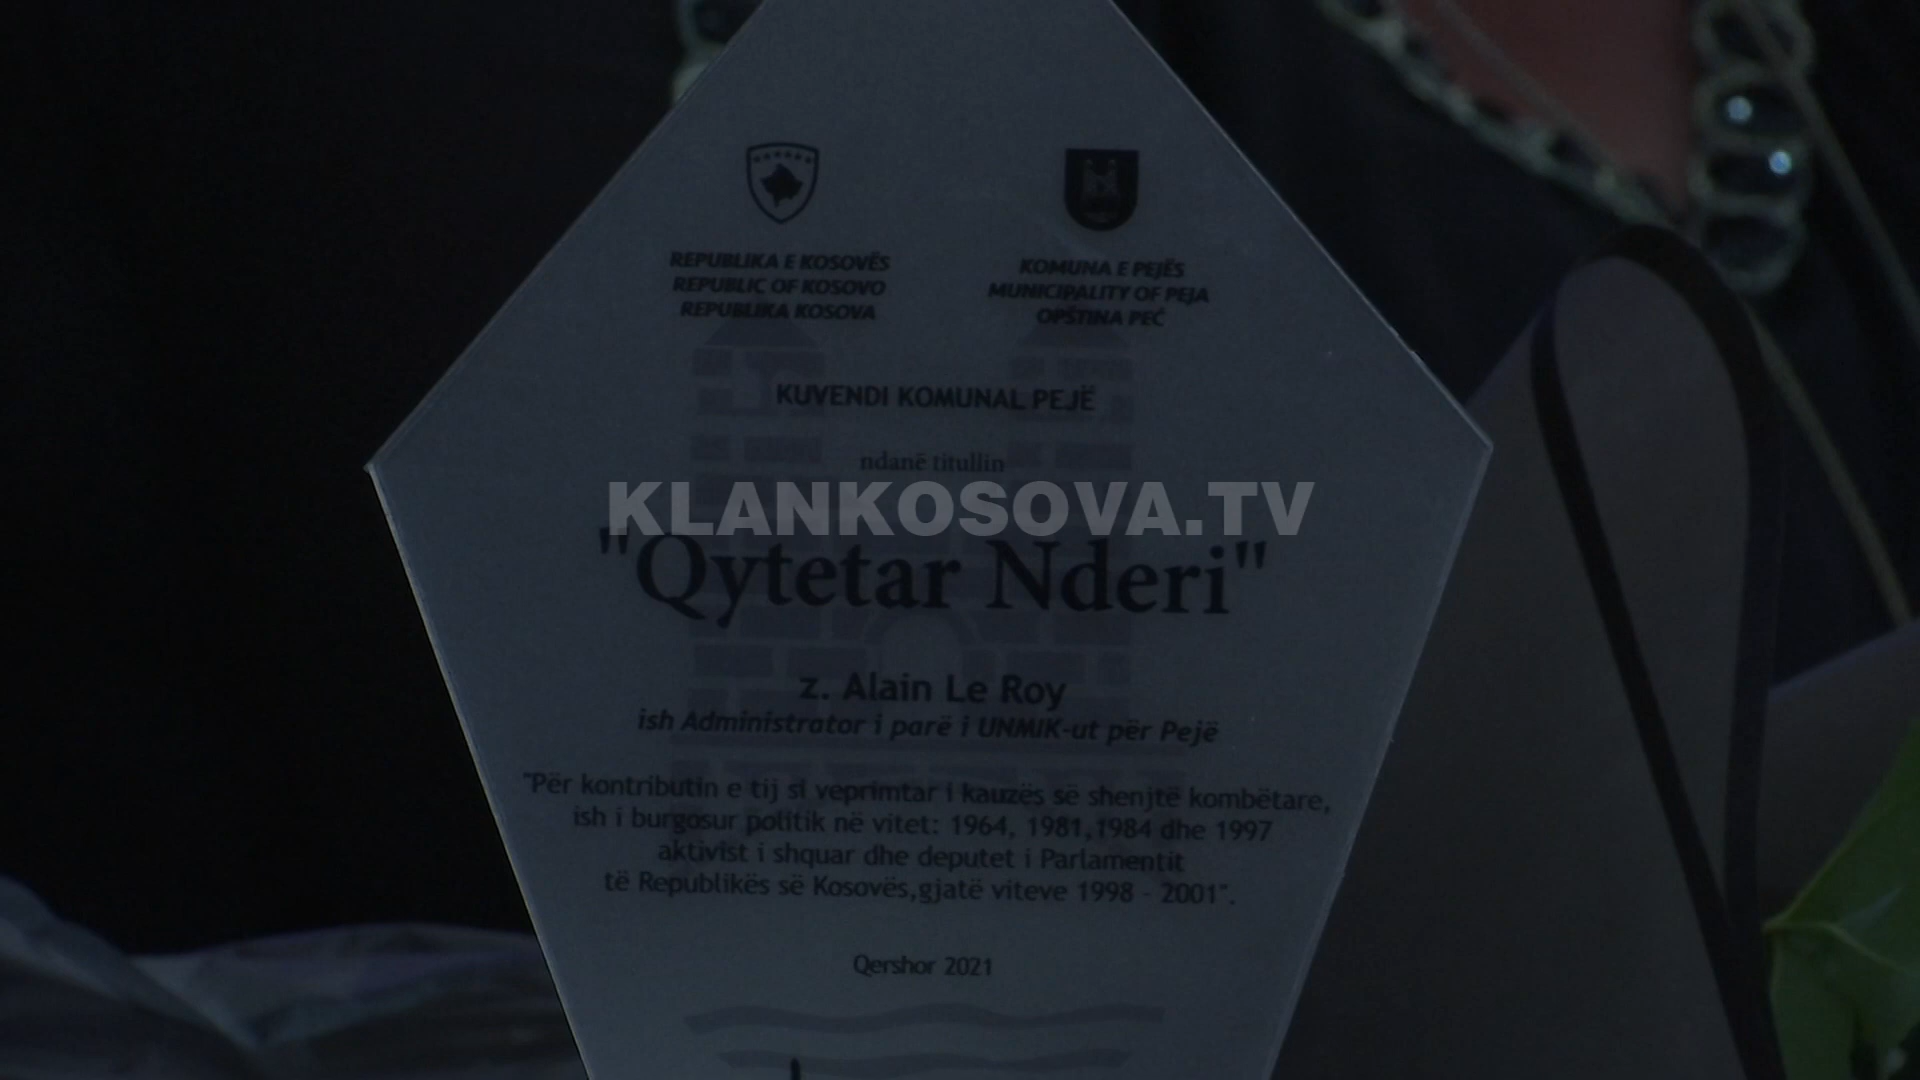 REPUBLIKA E KOSOVËS
REPUBLIC OF KOSOVO
REPUBLIKA KOSOVA
KOMUNA E PEJËS
MUNICIPALITY OF PEJA
OPŠTINA PEĆ
KUVENDI KOMUNAL PEJË
ndanë titullin
KLANKOSOVA.TV
"Qytetar Nderi"
z. Alain Le Roy
ish Administrator i parë i UNMIK-ut për Pejë
"Për kontributin e tij si veprimtar i kauzës së shenjtë kombëtare,
ish i burgosur politik në vitet: 1964, 1981,1984 dhe 1997
aktivist i shquar dhe deputet i Parlamentit
të Republikës së Kosovës,gjatë viteve 1998 - 2001".
Qershor 2021